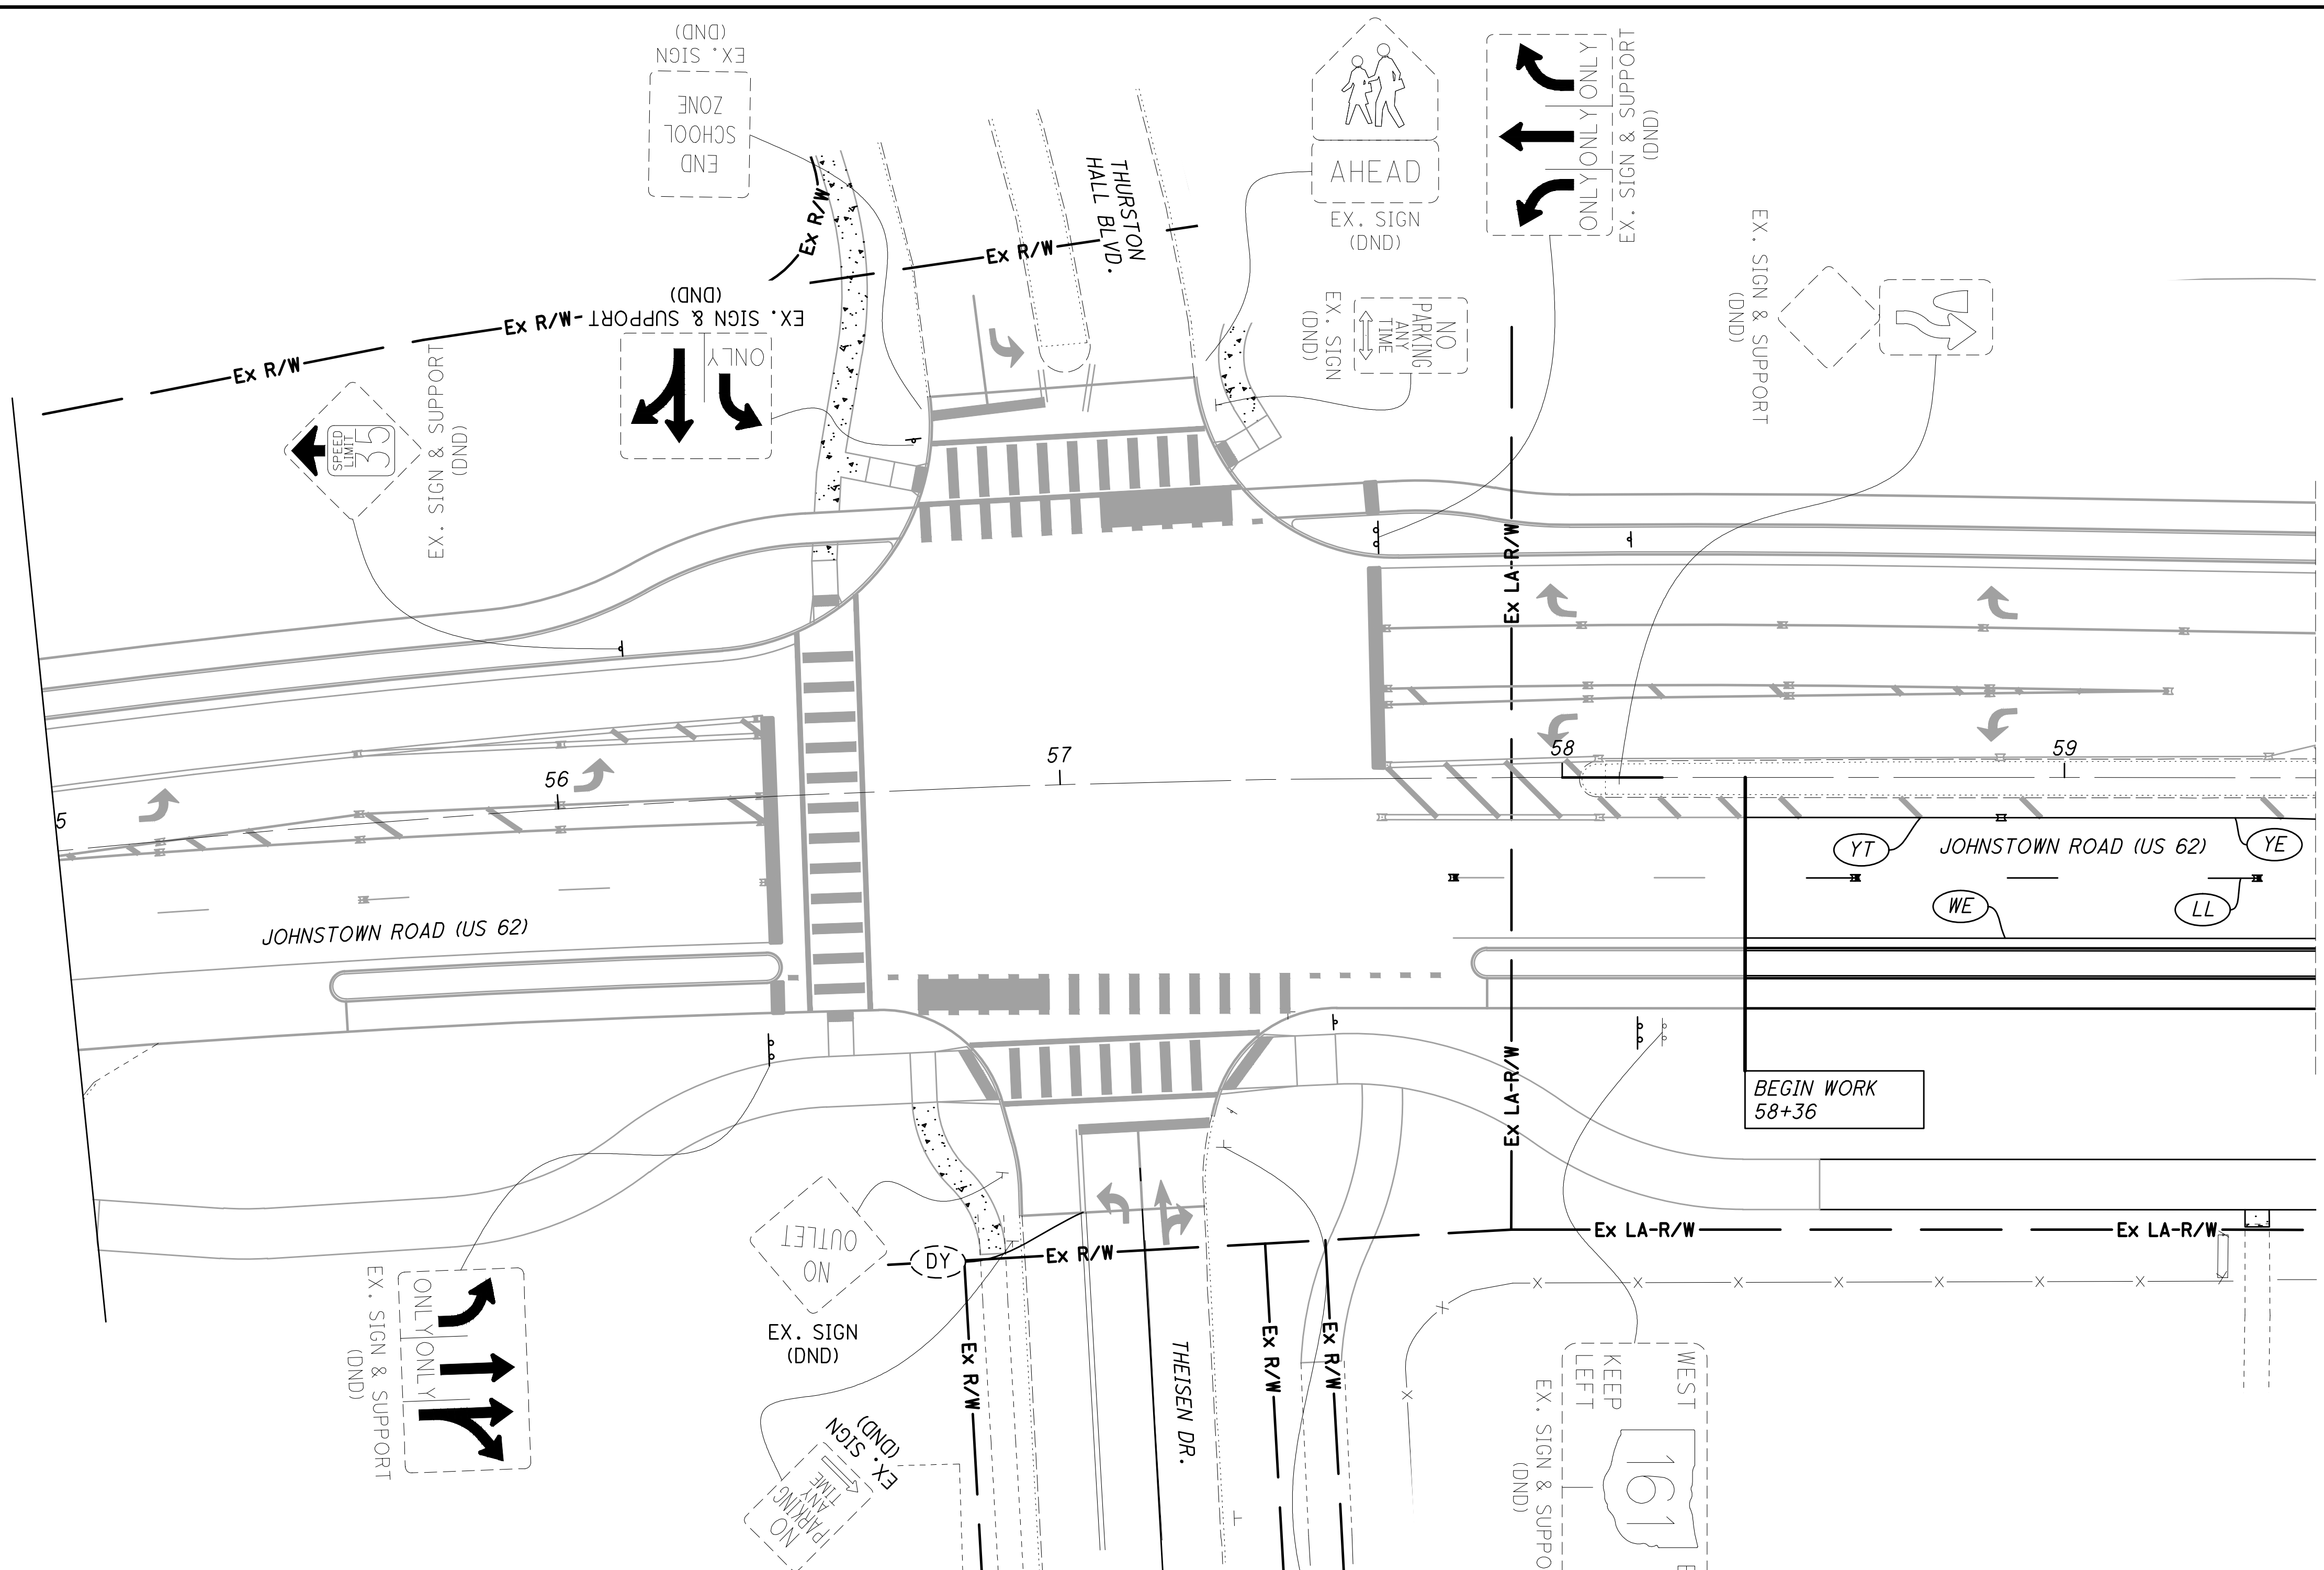 EX. SIGN
(DND)
END
SCHOOL
ZONE
Ex R/W
THURSTON
HALL BLVD.
Ex R/W
AHEAD
EX. SIGN
(DND)
ONLY ONLY ONLY
EX. SIGN & SUPPORT
(DND)
EX. SIGN & SUPPORT
(DND)
EX. SIGN & SUPPORT
(DND)
ONLY
Ex R/W
Ex R/W
NO
PARKING
ANY
TIME
EX. SIGN
(DND)
SPEED
LIMIT
35
EX. SIGN & SUPPORT
(DND)
Ex LA-R/W
5
56
57
58
59
YT
JOHNSTOWN ROAD (US 62)
YE
WE
LL
JOHNSTOWN ROAD (US 62)
Ex LA-R/W
BEGIN WORK
58+36
NO
OUTLET
EX. SIGN
(DND)
DY
Ex R/W
Ex LA-R/W
Ex LA-R/W
X X X X X X X
X
X
ONLY ONLY
EX. SIGN & SUPPORT
(DND)
Ex R/W
THEISEN DR.
Ex R/W
Ex R/W
EX. SIGN
(DND)
NO
PARKING
ANY
TIME
WEST
KEEP
LEFT
161
EX. SIGN & SUPPO
(DND)
E